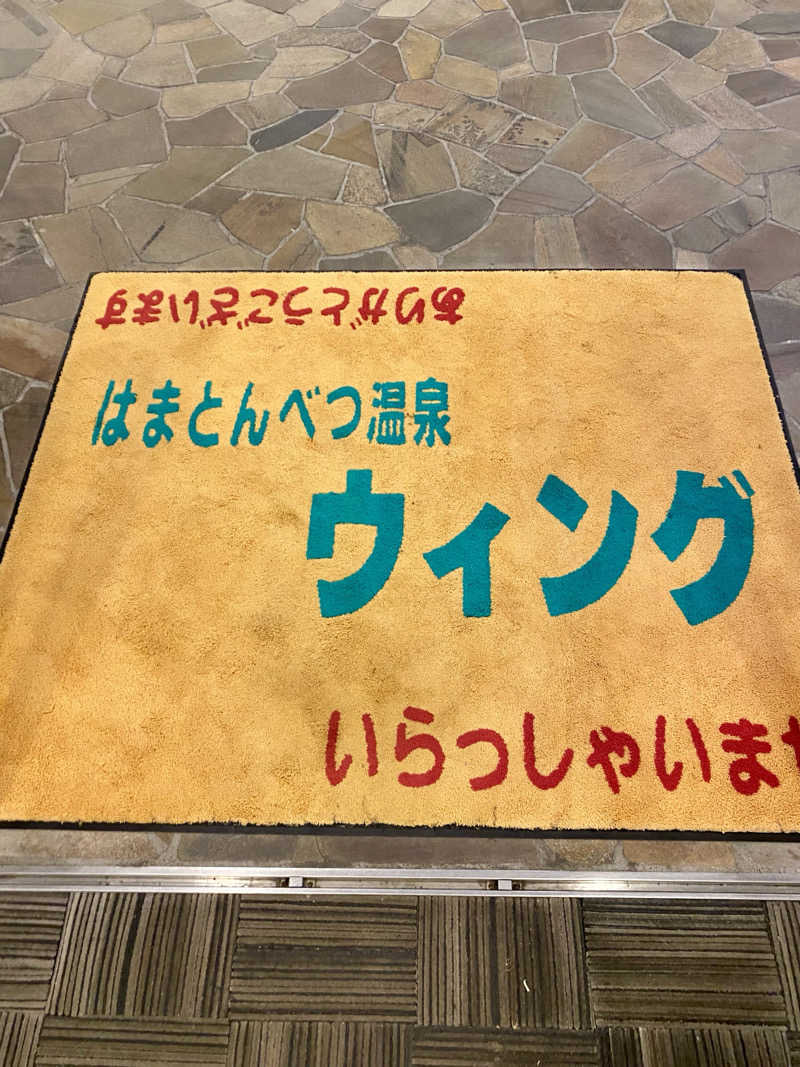 ありがとうございます
はまとんべつ温泉
ウィング
いらっしゃいませ